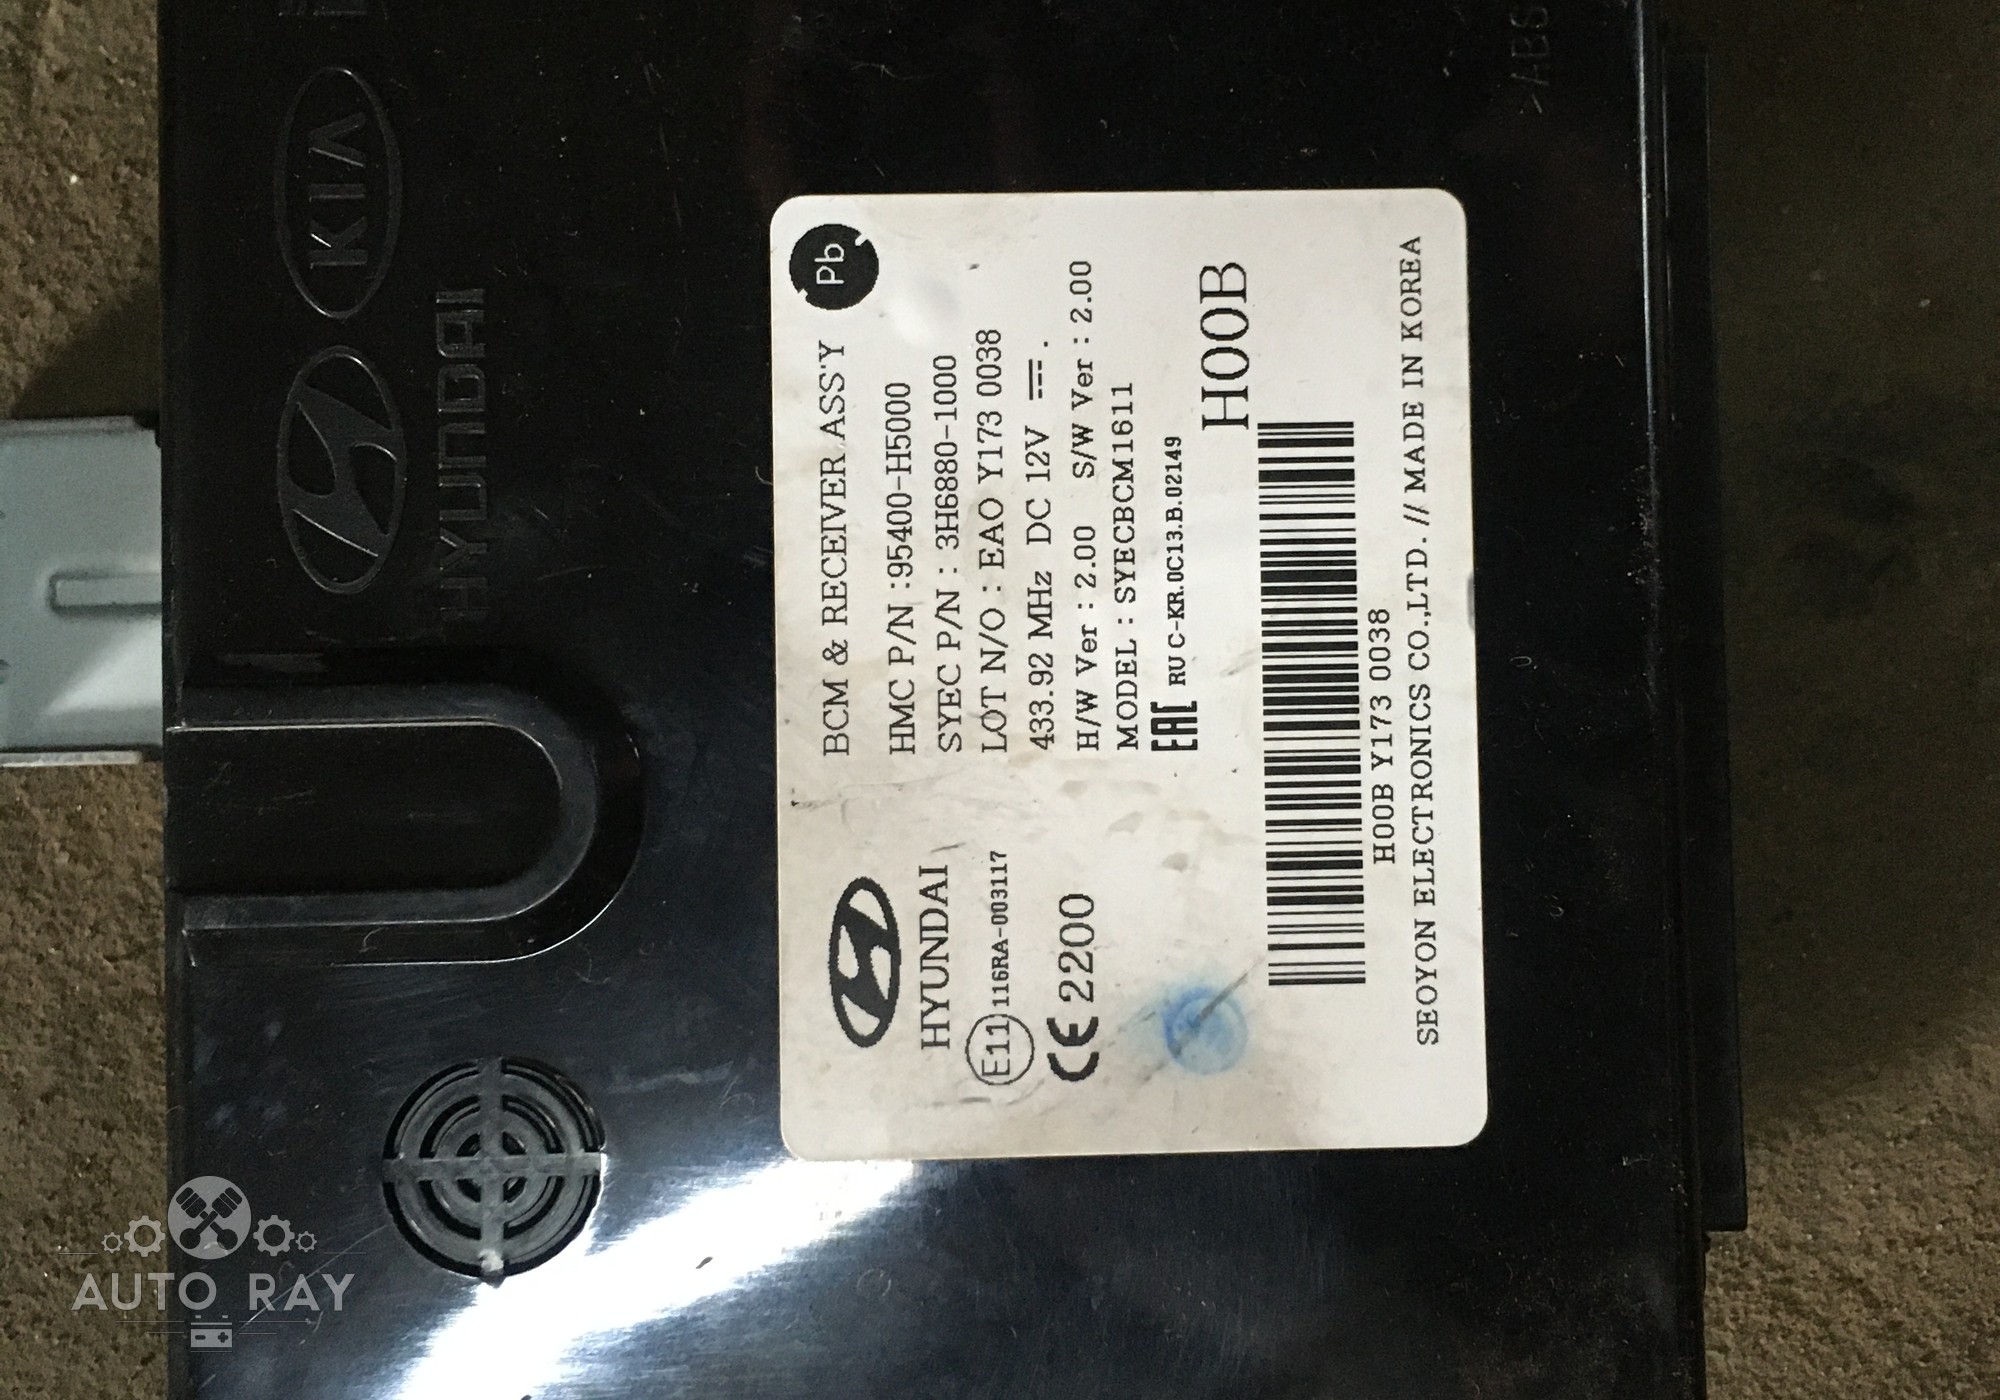 KIA
HYUNDAI
Pb
BCM & RECEIVER ASS'Y
HMC P/N :95400-H5000
SYEC P/N : 3H6880-1000
LOT N/O : EAO Y173 0038
433.92 MHz DC 12V
H/W Ver : 2.00 S/W Ver : 2.00
MODEL : SYECBCM1611
EAC RU C-KR.0C13.B.02149
HYUNDAI
E11 116RA-003117
CE 2200
H00B
H00B Y173 0038
SEOYON ELECTRONICS CO.,LTD. // MADE IN KOREA
ABS
AUTO RAY